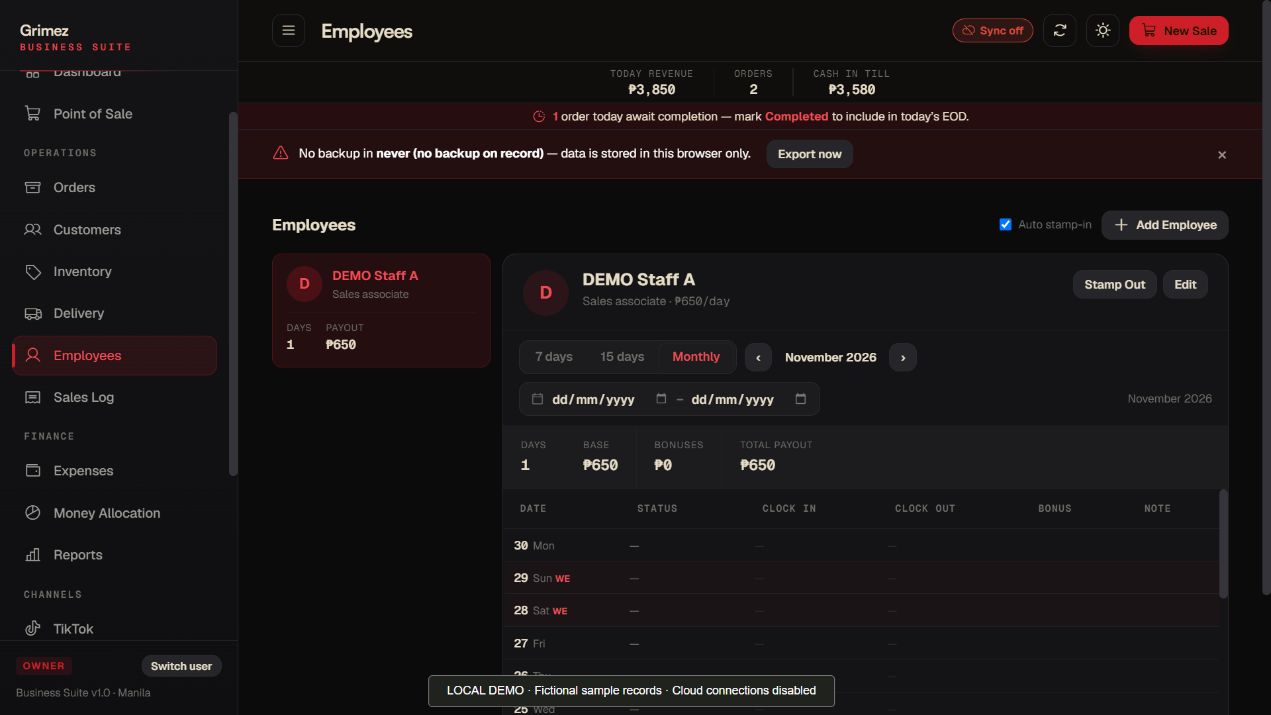 Grimez
BUSINESS SUITE
Dashboard
Point of Sale
OPERATIONS
Orders
Customers
Inventory
Delivery
Employees
Sales Log
FINANCE
Expenses
Money Allocation
Reports
CHANNELS
TikTok
OWNER
Switch user
Business Suite v1.0 · Manila
Employees
Sync off
New Sale
TODAY REVENUE
₱3,850
ORDERS
2
CASH IN TILL
₱3,580
1 order today await completion — mark Completed to include in today's EOD.
No backup in never (no backup on record) — data is stored in this browser only.
Export now
×
Employees
Auto stamp-in
Add Employee
D
DEMO Staff A
Sales associate
DAYS
1
PAYOUT
₱650
D
DEMO Staff A
Sales associate · ₱650/day
Stamp Out
Edit
7 days
15 days
Monthly
‹
November 2026
›
dd/mm/yyyy – dd/mm/yyyy
November 2026
DAYS
1
BASE
₱650
BONUSES
₱0
TOTAL PAYOUT
₱650
DATE STATUS CLOCK IN CLOCK OUT BONUS NOTE
30 Mon — — —
29 Sun WE — — —
28 Sat WE — — —
27 Fri — — —
26 Thu
25 Wed
LOCAL DEMO · Fictional sample records · Cloud connections disabled